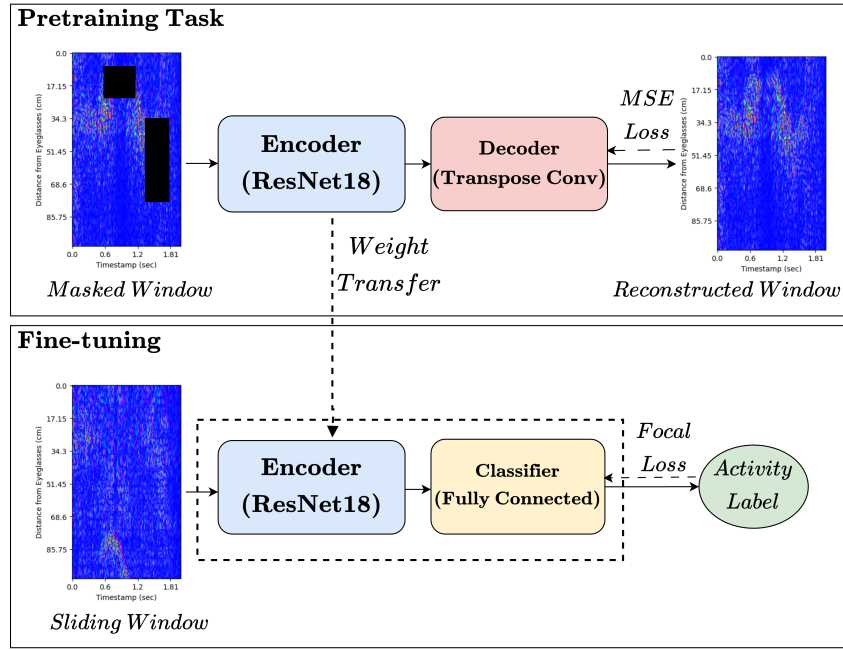 Pretraining Task
0.0
17.15
34.3
51.45
68.6
85.75
Distance from Eyeglasses (cm)
0.0 0.6 1.2 1.81
Timestamp (sec)
Masked Window
Encoder
(ResNet18)
Decoder
(Transpose Conv)
MSE
Loss
0.0
17.15
34.3
51.45
68.6
85.75
Distance from Eyeglasses (cm)
0.0 0.6 1.2 1.81
Timestamp (sec)
Reconstructed Window
Weight
Transfer
Fine-tuning
0.0
17.15
34.3
51.45
68.6
85.75
Distance from Eyeglasses (cm)
0.0 0.6 1.2 1.81
Timestamp (sec)
Sliding Window
Encoder
(ResNet18)
Classifier
(Fully Connected)
Focal
Loss
Activity
Label